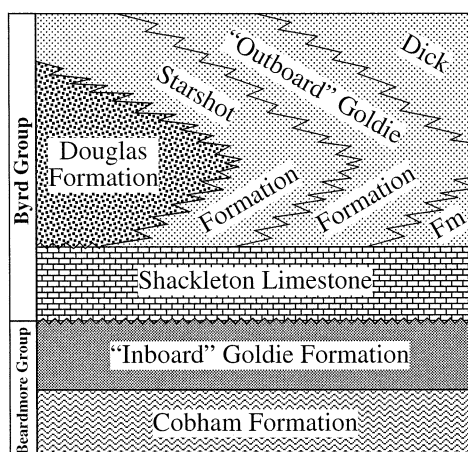 Byrd Group
Beardmore Group
Dick
Fm
"Outboard" Goldie
Formation
Starshot
Formation
Douglas
Formation
Shackleton Limestone
"Inboard" Goldie Formation
Cobham Formation